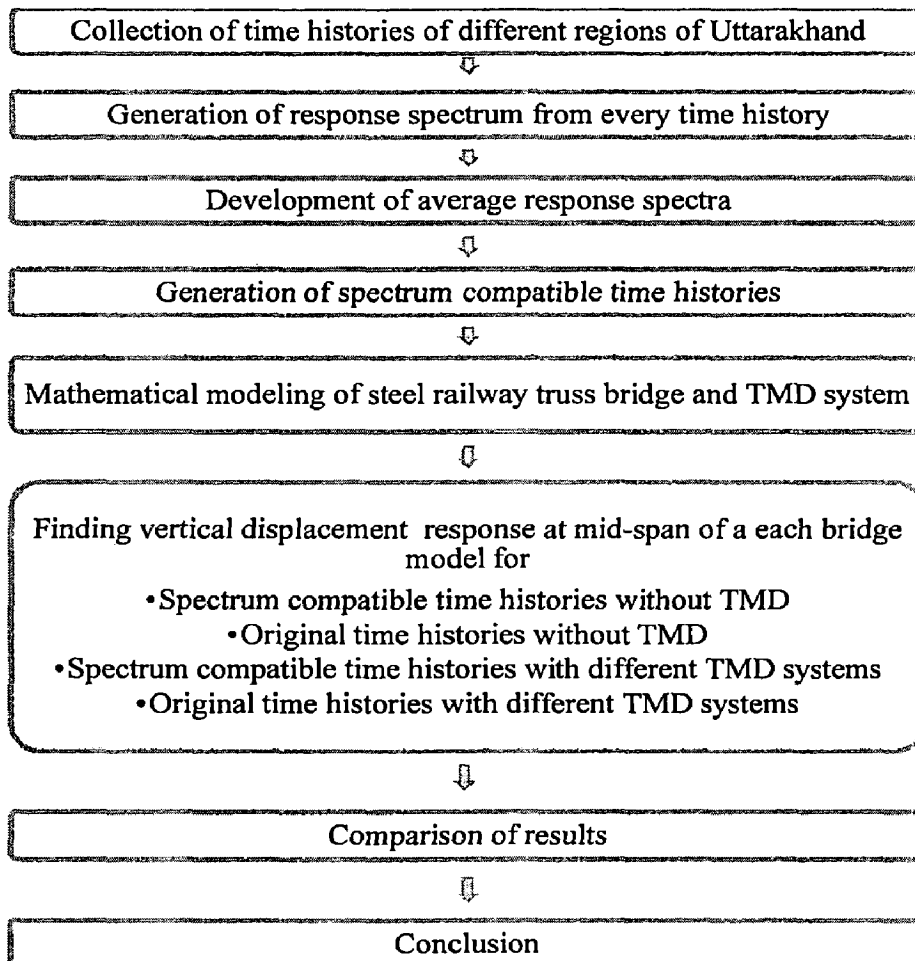 Collection of time histories of different regions of Uttarakhand
Generation of response spectrum from every time history
Development of average response spectra
Generation of spectrum compatible time histories
Mathematical modeling of steel railway truss bridge and TMD system
Finding vertical displacement response at mid-span of a each bridge
model for
•Spectrum compatible time histories without TMD
•Original time histories without TMD
•Spectrum compatible time histories with different TMD systems
•Original time histories with different TMD systems
Comparison of results
Conclusion